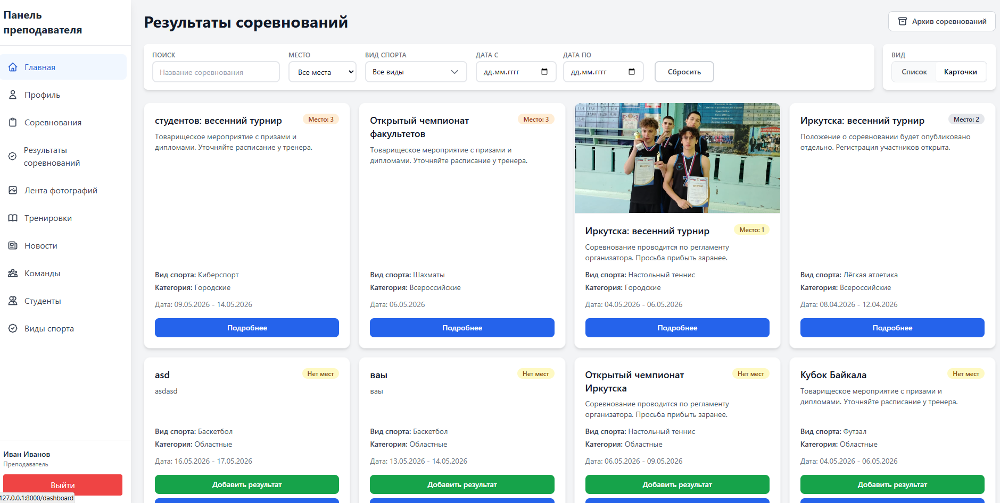 Панель
преподавателя
Главная
Профиль
Соревнования
Результаты
соревнований
Лента фотографий
Тренировки
Новости
Команды
Студенты
Виды спорта
Иван Иванов
Преподаватель
Выйти
127.0.0.1:8000/dashboard
Результаты соревнований
Архив соревнований
ПОИСК
Название соревнования
МЕСТО
Все места
ВИД СПОРТА
Все виды
ДАТА С
дд.мм.гггг
ДАТА ПО
дд.мм.гггг
Сбросить
ВИД
Список
Карточки
студентов: весенний турнир
Место: 3
Товарищеское мероприятие с призами и
дипломами. Уточняйте расписание у тренера.
Вид спорта: Киберспорт
Категория: Городские
Дата: 09.05.2026 - 14.05.2026
Подробнее
Открытый чемпионат
факультетов
Место: 3
Товарищеское мероприятие с призами и
дипломами. Уточняйте расписание у тренера.
Вид спорта: Шахматы
Категория: Всероссийские
Дата: 06.05.2026
Подробнее
Иркутска: весенний турнир
Место: 1
Соревнование проводится по регламенту
организатора. Просьба прибыть заранее.
Вид спорта: Настольный теннис
Категория: Городские
Дата: 04.05.2026 - 06.05.2026
Подробнее
Иркутска: весенний турнир
Место: 2
Положение о соревновании будет опубликовано
отдельно. Регистрация участников открыта.
Вид спорта: Лёгкая атлетика
Категория: Всероссийские
Дата: 08.04.2026 - 12.04.2026
Подробнее
asd
Нет мест
asdasd
Вид спорта: Баскетбол
Категория: Областные
Дата: 16.05.2026 - 17.05.2026
Добавить результат
ваы
Нет мест
ваы
Вид спорта: Баскетбол
Категория: Областные
Дата: 13.05.2026 - 14.05.2026
Добавить результат
Открытый чемпионат
Иркутска
Нет мест
Соревнование проводится по регламенту
организатора. Просьба прибыть заранее.
Вид спорта: Настольный теннис
Категория: Областные
Дата: 06.05.2026 - 09.05.2026
Добавить результат
Кубок Байкала
Нет мест
Товарищеское мероприятие с призами и
дипломами. Уточняйте расписание у тренера.
Вид спорта: Футзал
Категория: Областные
Дата: 04.05.2026 - 06.05.2026
Добавить результат